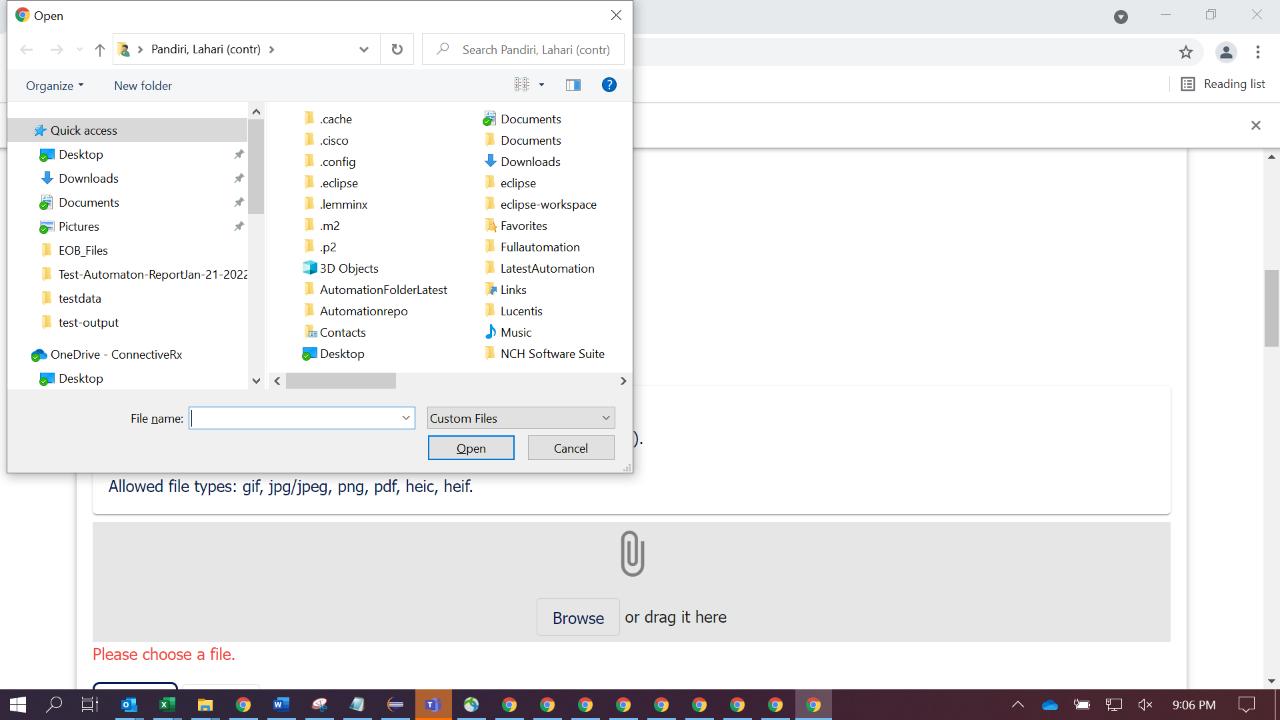 Open
Pandiri, Lahari (contr)
Search Pandiri, Lahari (contr)
Organize
New folder
Reading list
Quick access
Desktop
Downloads
Documents
Pictures
EOB_Files
Test-Automaton-ReportJan-21-2022
testdata
test-output
OneDrive - ConnectiveRx
Desktop
.cache
.cisco
.config
.eclipse
.lemminx
.m2
.p2
3D Objects
AutomationFolderLatest
Automationrepo
Contacts
Desktop
Documents
Documents
Downloads
eclipse
eclipse-workspace
Favorites
Fullautomation
LatestAutomation
Links
Lucentis
Music
NCH Software Suite
File name:
Custom Files
Open
Cancel
).
Allowed file types: gif, jpg/jpeg, png, pdf, heic, heif.
Browse or drag it here
Please choose a file.
9:06 PM